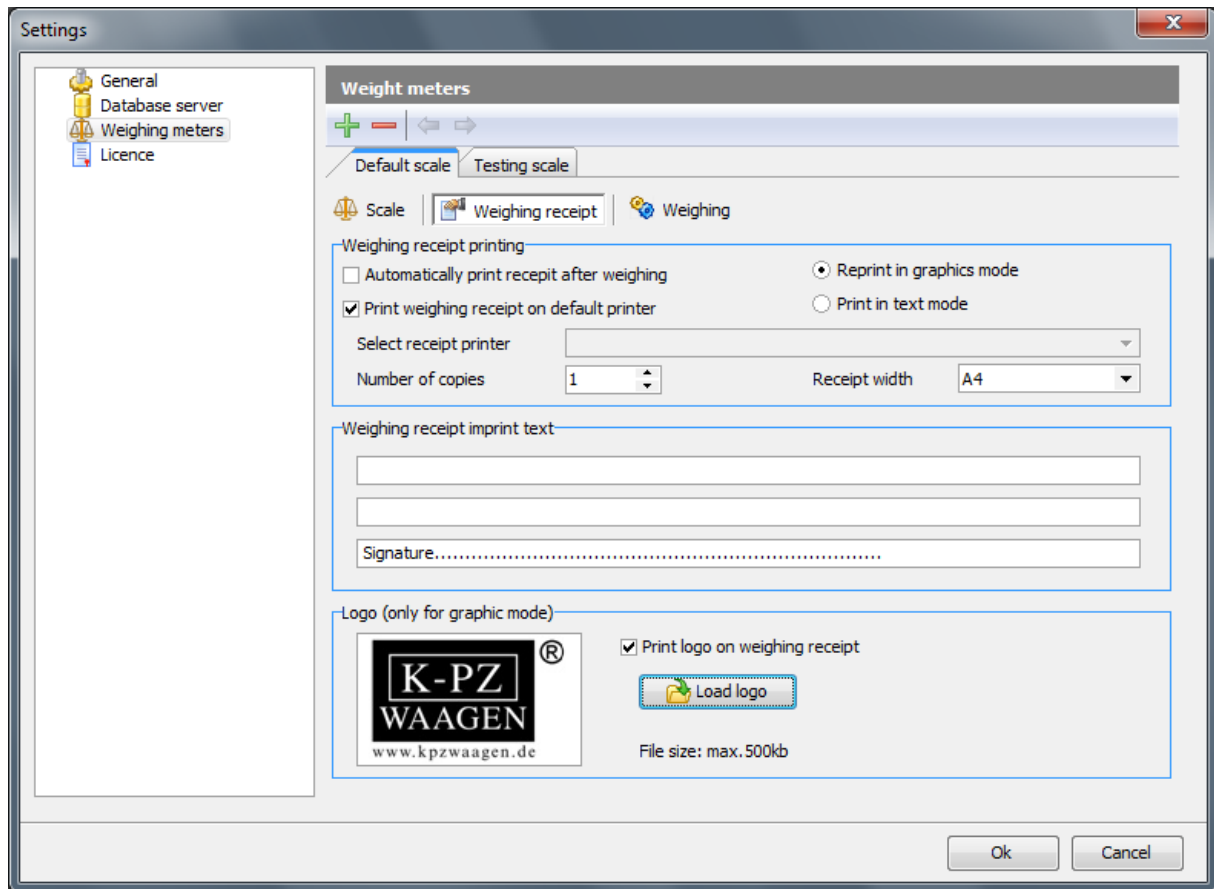 Settings
General
Database server
Weighing meters
Licence
Weight meters
Default scale
Testing scale
Scale
Weighing receipt
Weighing
Weighing receipt printing
Automatically print recepit after weighing
Reprint in graphics mode
Print weighing receipt on default printer
Print in text mode
Select receipt printer
Number of copies
1
Receipt width
A4
Weighing receipt imprint text
Signature...........................................................................
Logo (only for graphic mode)
K-PZ ®
WAAGEN
www.kpzwaagen.de
Print logo on weighing receipt
Load logo
File size: max.500kb
Ok
Cancel